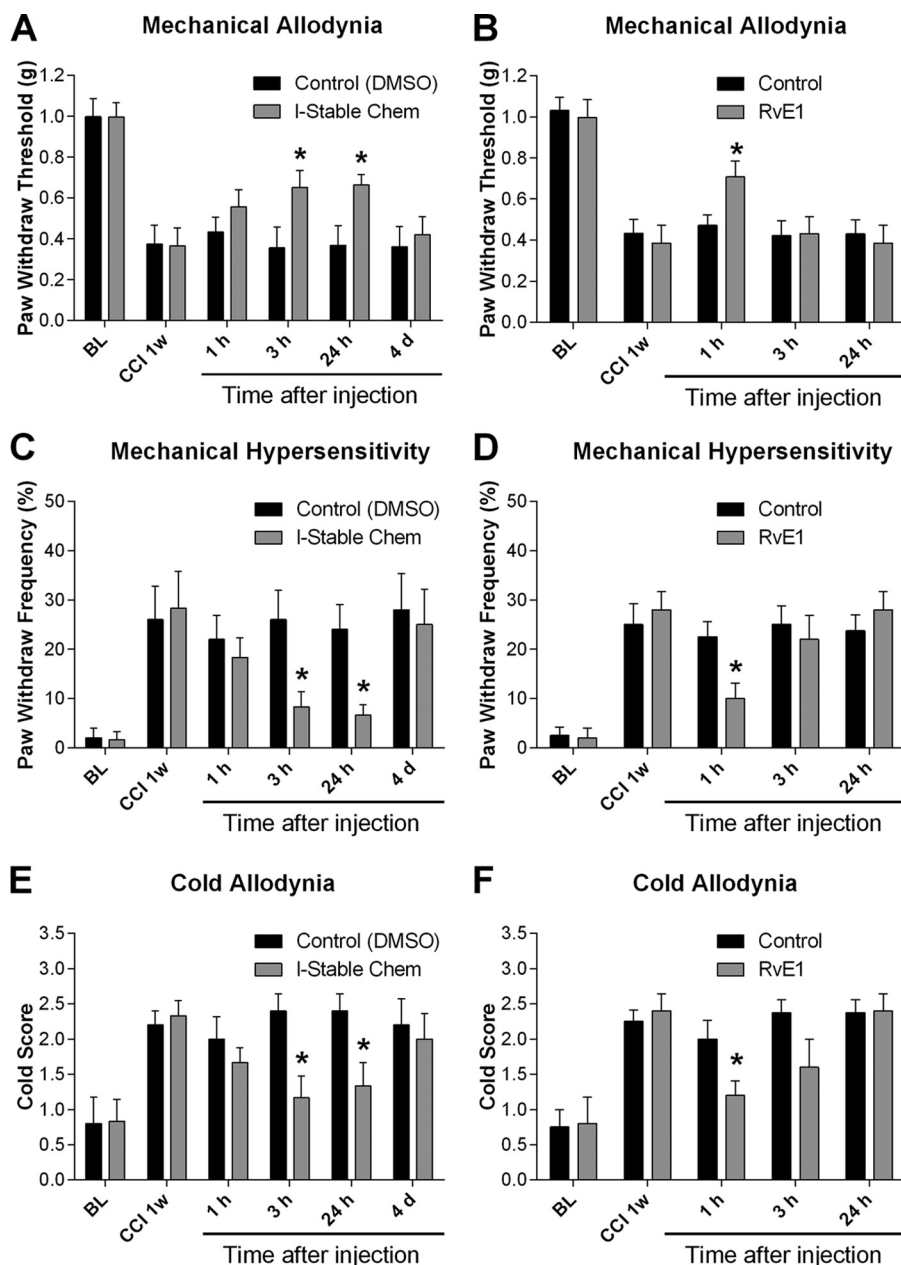 A
Mechanical Allodynia
Paw Withdraw Threshold (g)
1.2
1.0
0.8
0.6
0.4
0.2
0.0
Control (DMSO)
I-Stable Chem
*
*
BL
CCI 1w
1 h
3 h
24 h
4 d
Time after injection
B
Mechanical Allodynia
Paw Withdraw Threshold (g)
1.2
1.0
0.8
0.6
0.4
0.2
0.0
Control
RvE1
*
BL
CCI 1w
1 h
3 h
24 h
Time after injection
C
Mechanical Hypersensitivity
Paw Withdraw Frequency (%)
50
40
30
20
10
0
Control (DMSO)
I-Stable Chem
*
*
BL
CCI 1w
1 h
3 h
24 h
4 d
Time after injection
D
Mechanical Hypersensitivity
Paw Withdraw Frequency (%)
50
40
30
20
10
0
Control
RvE1
*
BL
CCI 1w
1 h
3 h
24 h
Time after injection
E
Cold Allodynia
Cold Score
3.5
3.0
2.5
2.0
1.5
1.0
0.5
0.0
Control (DMSO)
I-Stable Chem
*
*
BL
CCI 1w
1 h
3 h
24 h
4 d
Time after injection
F
Cold Allodynia
Cold Score
3.5
3.0
2.5
2.0
1.5
1.0
0.5
0.0
Control
RvE1
*
BL
CCI 1w
1 h
3 h
24 h
Time after injection